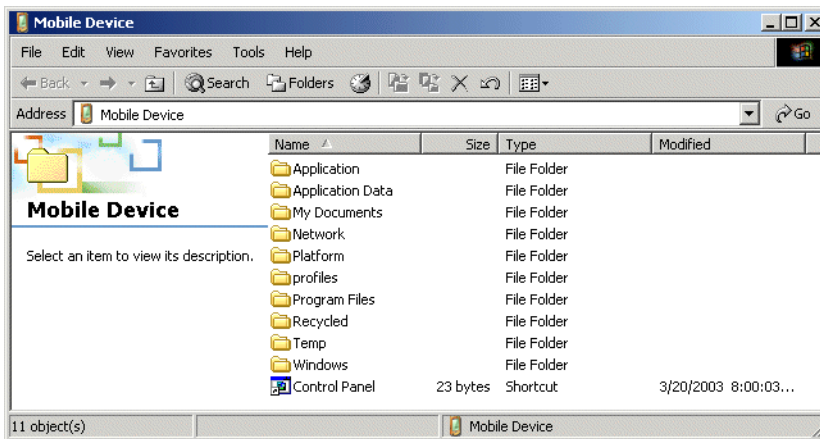 Mobile Device
File Edit View Favorites Tools Help
Back Search Folders
Address Mobile Device Go
Name Size Type Modified
Mobile Device
Select an item to view its description.
Application File Folder
Application Data File Folder
My Documents File Folder
Network File Folder
Platform File Folder
profiles File Folder
Program Files File Folder
Recycled File Folder
Temp File Folder
Windows File Folder
Control Panel 23 bytes Shortcut 3/20/2003 8:00:03...
11 object(s) Mobile Device